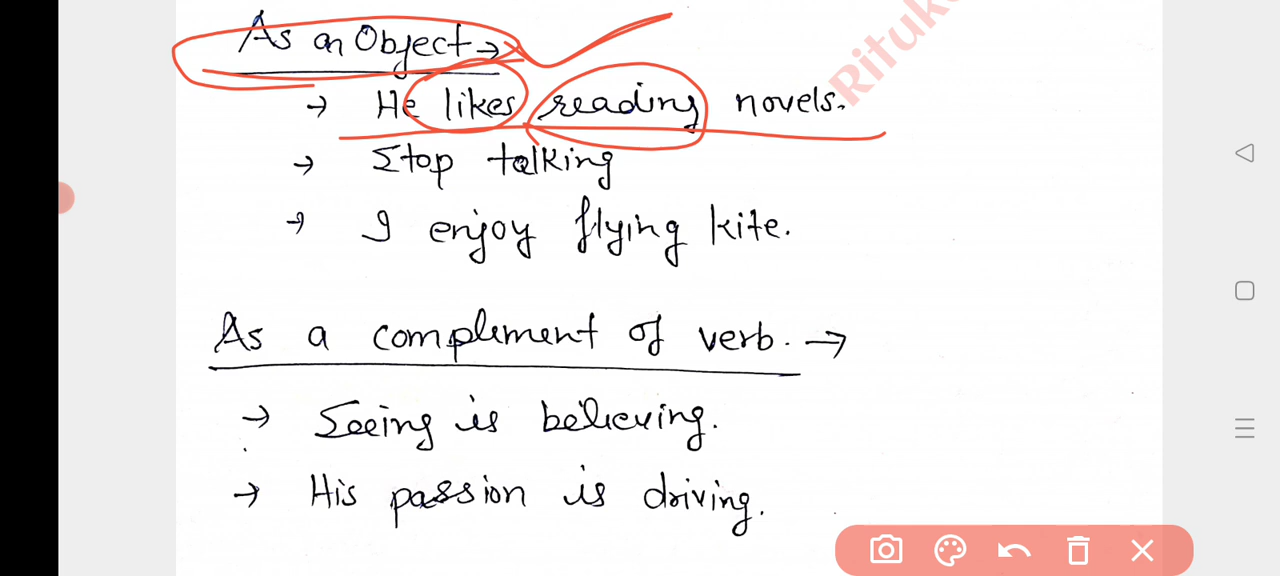 As an Object →
→ He likes reading novels.
→ Stop talking
→ I enjoy flying kite.
As a complement of verb. →
→ Seeing is believing.
→ His passion is driving.